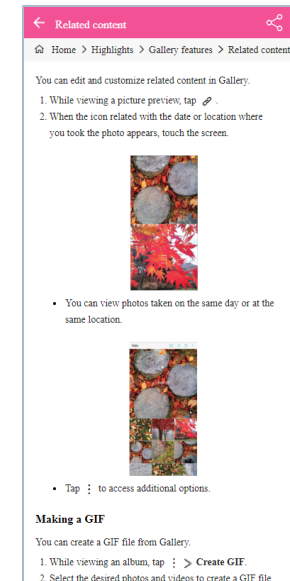 Related content
Home > Highlights > Gallery features > Related content
You can edit and customize related content in Gallery.
1. While viewing a picture preview, tap .
2. When the icon related with the date or location where
you took the photo appears, touch the screen.
• You can view photos taken on the same day or at the
same location.
• Tap ⋮ to access additional options.
Making a GIF
You can create a GIF file from Gallery.
1. While viewing an album, tap ⋮ > Create GIF.
2. Select the desired photos and videos to create a GIF file